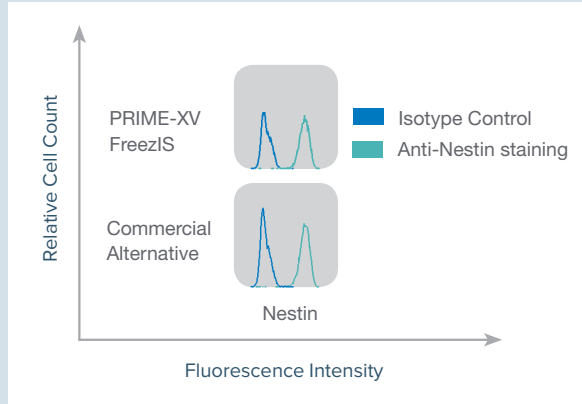 Relative Cell Count
PRIME-XV
FreezIS
Isotype Control
Anti-Nestin staining
Commercial
Alternative
Nestin
Fluorescence Intensity